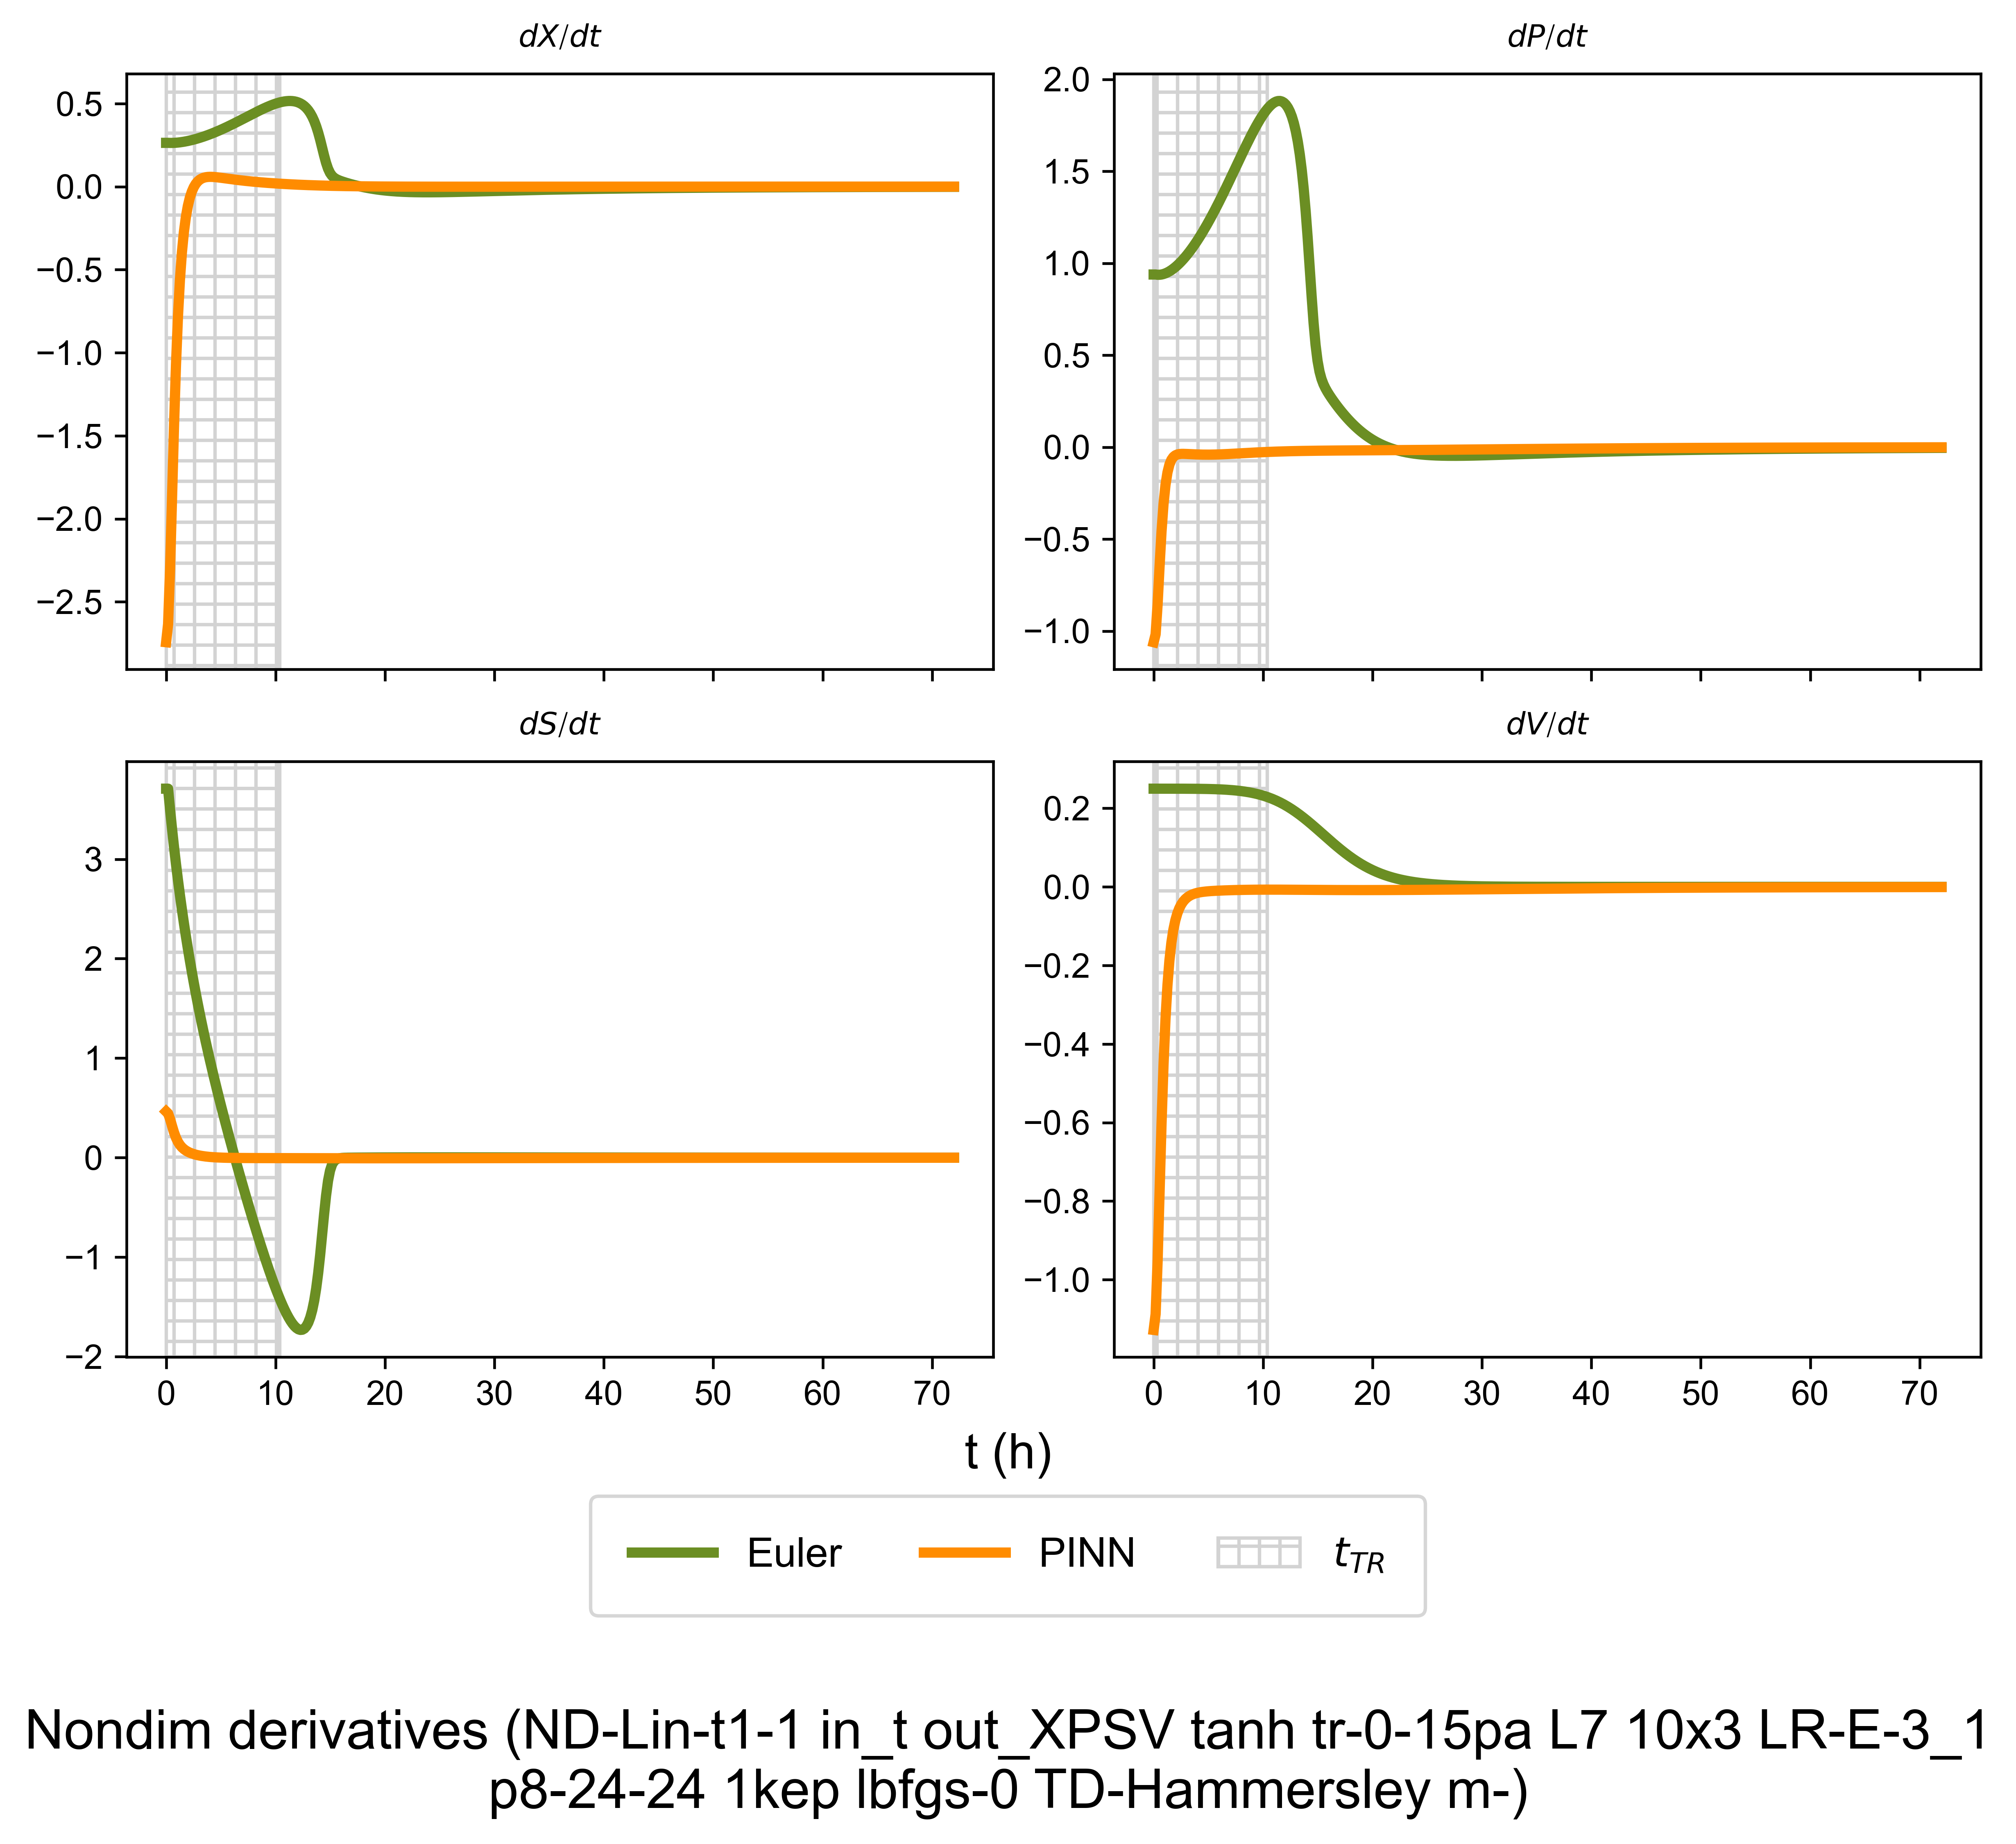 dX/dt
dP/dt
0.5
0.0
−0.5
−1.0
−1.5
−2.0
−2.5
2.0
1.5
1.0
0.5
0.0
−0.5
−1.0
dS/dt
dV/dt
3
2
1
0
−1
−2
0.2
0.0
−0.2
−0.4
−0.6
−0.8
−1.0
0 10 20 30 40 50 60 70
0 10 20 30 40 50 60 70
t (h)
Euler PINN t_{TR}
Nondim derivatives (ND-Lin-t1-1 in_t out_XPSV tanh tr-0-15pa L7 10x3 LR-E-3_1
p8-24-24 1kep lbfgs-0 TD-Hammersley m-)